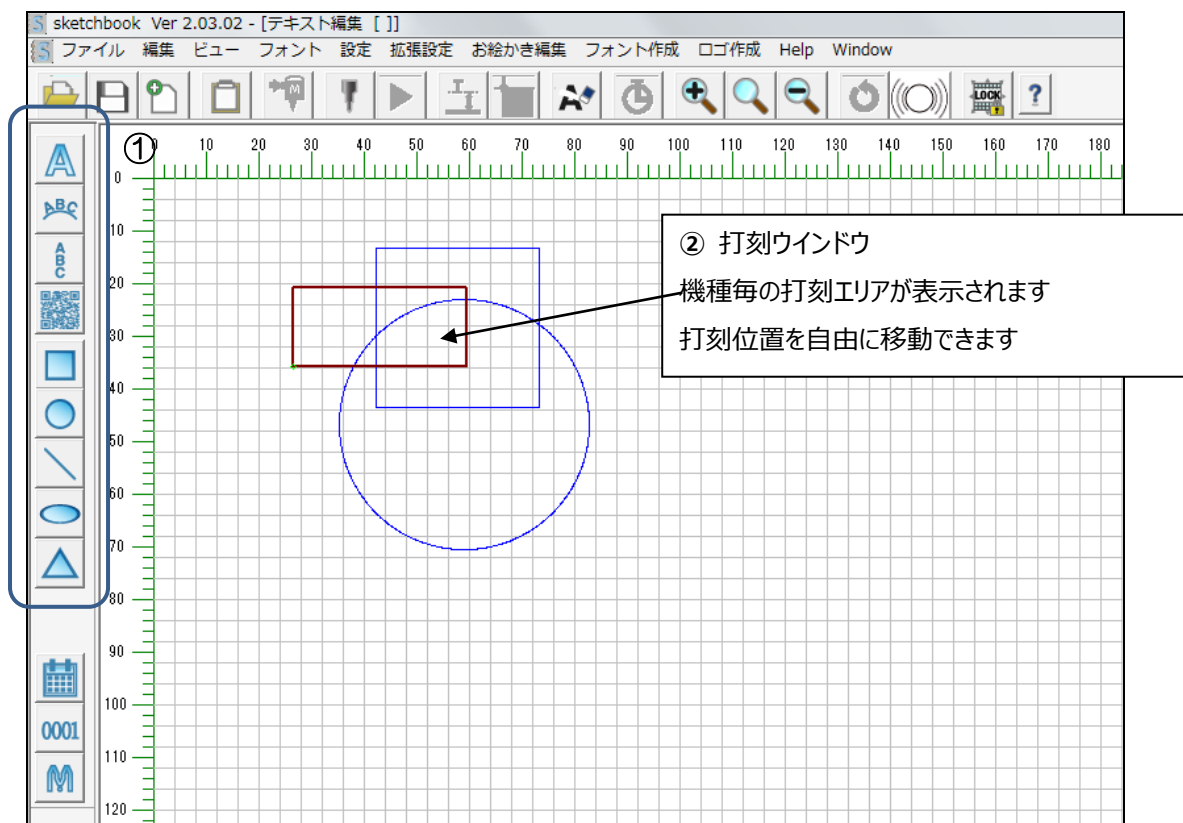 sketchbook Ver 2.03.02 - [テキスト編集 [ ]]
ファイル 編集 ビュー フォント 設定 拡張設定 お絵かき編集 フォント作成 ロゴ作成 Help Window
M
LOCK
?
①
0 10 20 30 40 50 60 70 80 90 100 110 120 130 140 150 160 170 180
A
ABC
ABC
0001
M
0
10
20
30
40
50
60
70
80
90
100
110
120
② 打刻ウインドウ
機種毎の打刻エリアが表示されます
打刻位置を自由に移動できます